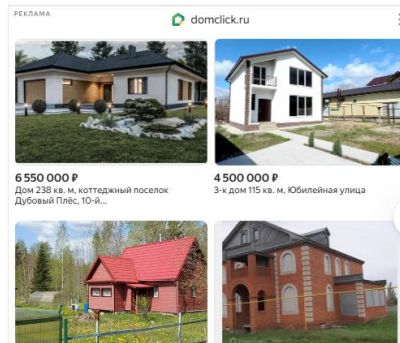 РЕКЛАМА
domclick.ru
6 550 000 ₽
Дом 238 кв. м, коттеджный поселок
Дубовый Плёс, 10-й...
4 500 000 ₽
3-к дом 115 кв. м, Юбилейная улица